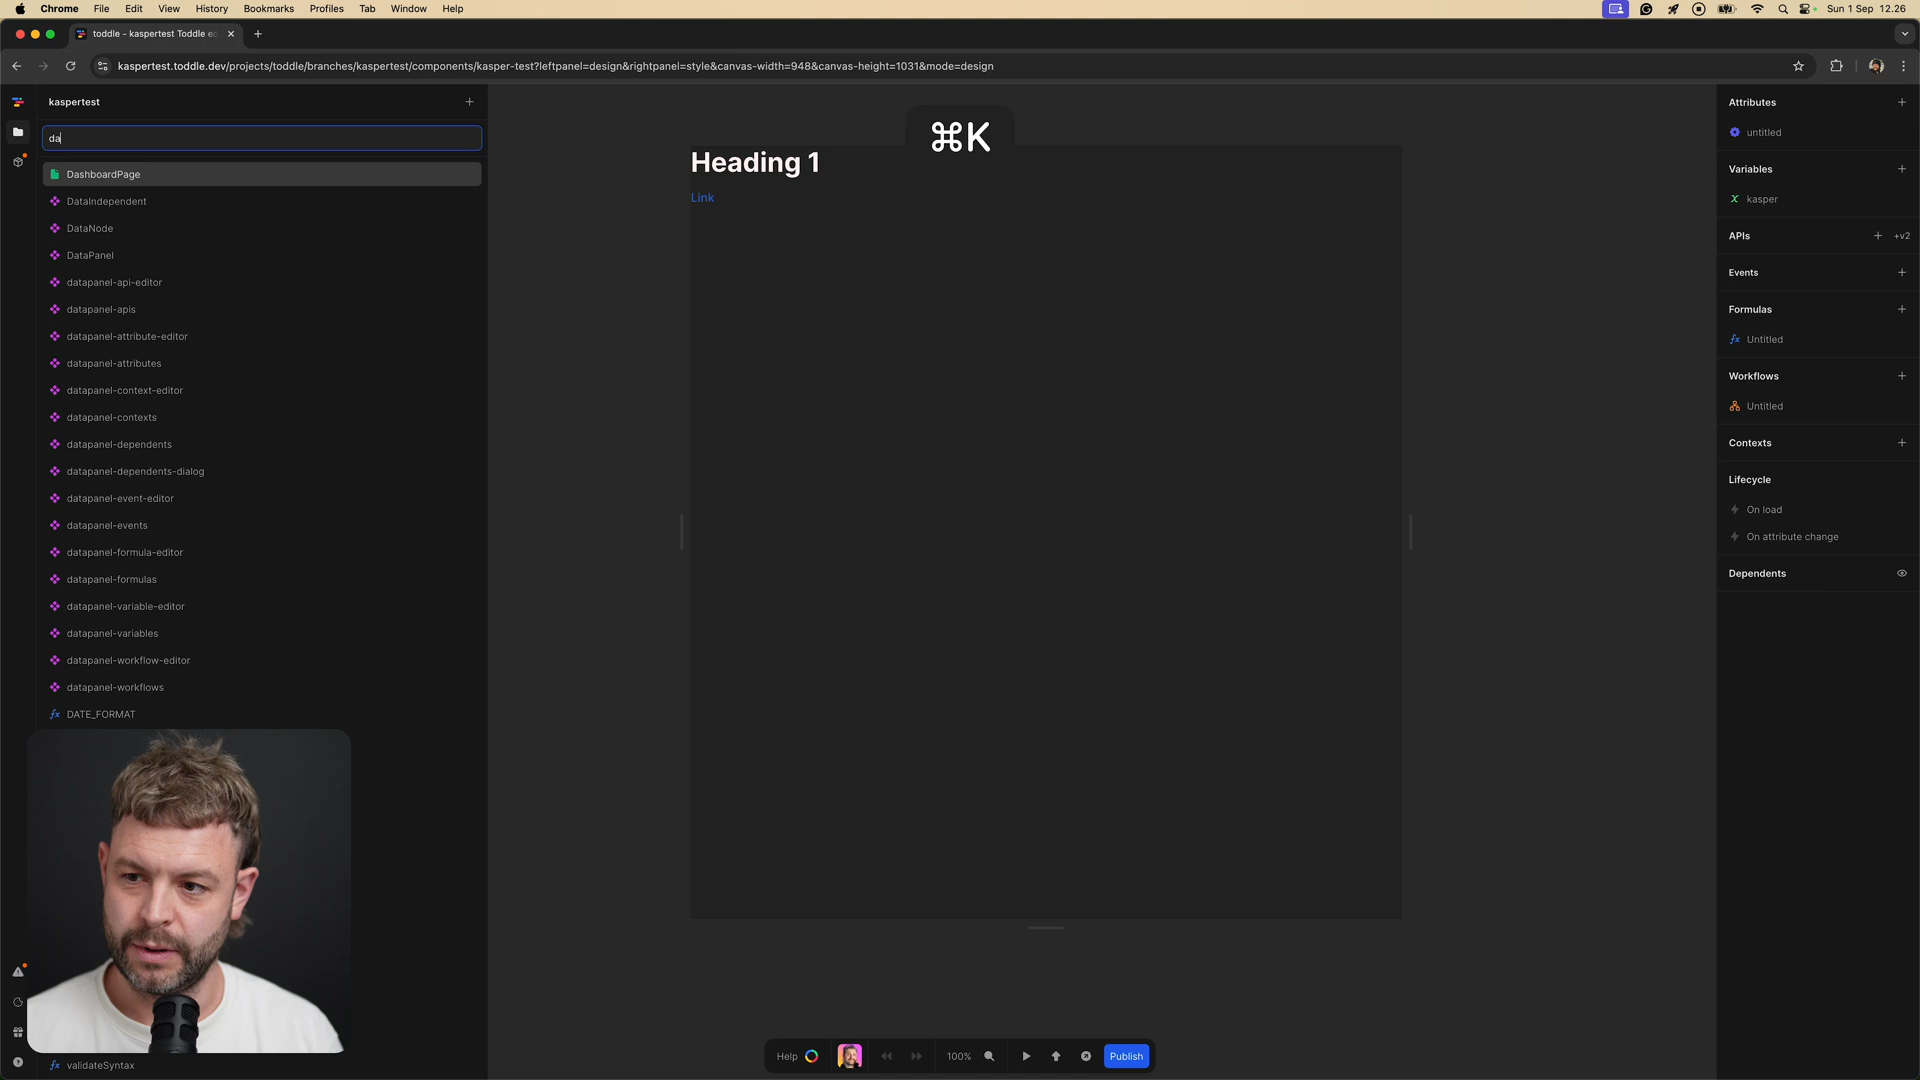 Chrome File Edit View History Bookmarks Profiles Tab Window Help
Sun 1 Sep 12.26
toddle - kaspertest Toddle ed
kaspertest.toddle.dev/projects/toddle/branches/kaspertest/components/kasper-test?leftpanel=design&rightpanel=style&canvas-width=948&canvas-height=1031&mode=design
kaspertest
da
DashboardPage
DataIndependent
DataNode
DataPanel
datapanel-api-editor
datapanel-apis
datapanel-attribute-editor
datapanel-attributes
datapanel-context-editor
datapanel-contexts
datapanel-dependents
datapanel-dependents-dialog
datapanel-event-editor
datapanel-events
datapanel-formula-editor
datapanel-formulas
datapanel-variable-editor
datapanel-variables
datapanel-workflow-editor
datapanel-workflows
DATE_FORMAT
validateSyntax
⌘K
Heading 1
Link
Help
100%
Publish
Attributes
untitled
Variables
kasper
APIs
+v2
Events
Formulas
Untitled
Workflows
Untitled
Contexts
Lifecycle
On load
On attribute change
Dependents